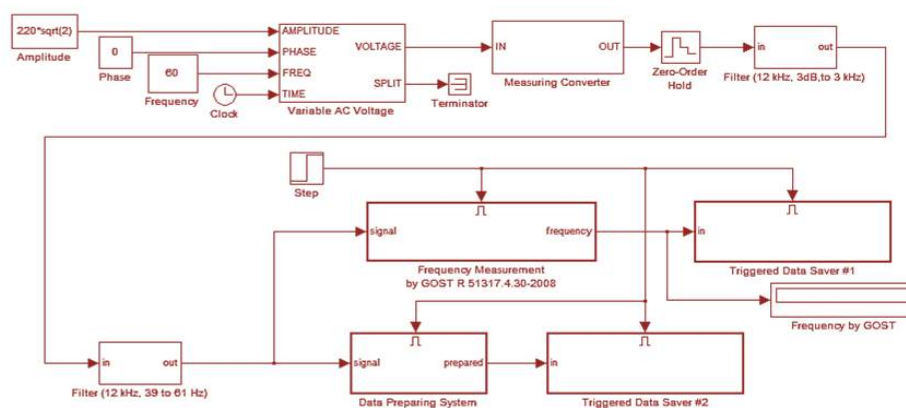 220*sqrt(2)
Amplitude
0
Phase
60
Frequency
Clock
AMPLITUDE
PHASE
FREQ
TIME
VOLTAGE
SPLIT
Variable AC Voltage
Terminator
IN
OUT
Measuring Converter
Zero-Order
Hold
in
out
Filter (12 kHz, 3dB,to 3 kHz)
Step
signal
frequency
Frequency Measurement
by GOST R 51317.4.30-2008
in
Triggered Data Saver #1
Frequency by GOST
in
out
Filter (12 kHz, 39 to 61 Hz)
signal
prepared
Data Preparing System
in
Triggered Data Saver #2